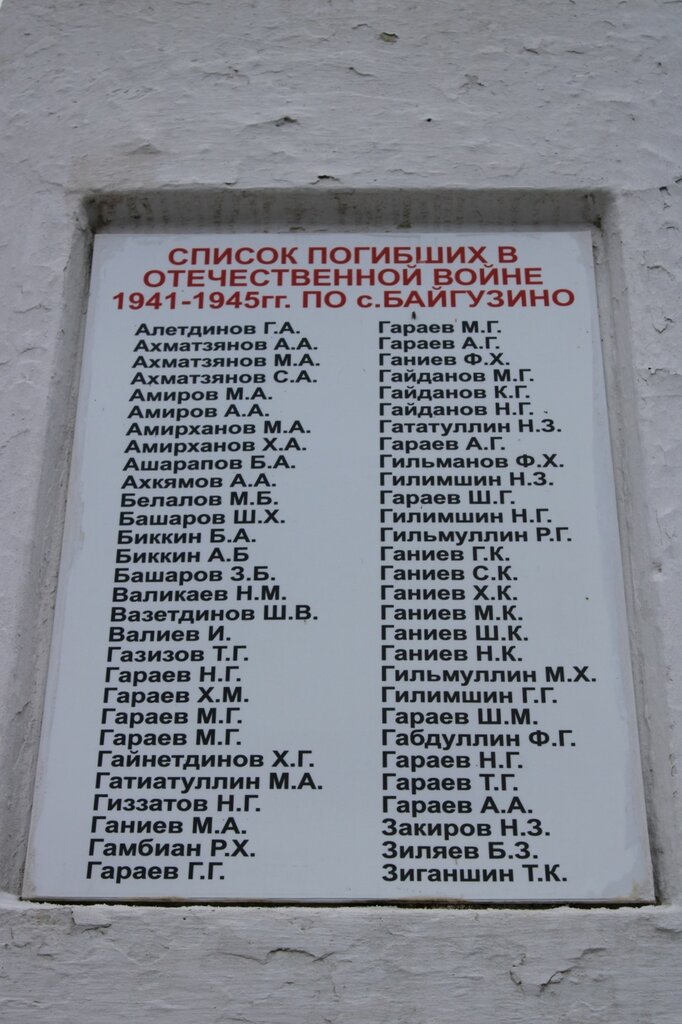 СПИСОК ПОГИБШИХ В
ОТЕЧЕСТВЕННОЙ ВОЙНЕ
1941-1945гг. ПО с.БАЙГУЗИНО
Алетдинов Г.А.
Ахматзянов А.А.
Ахматзянов М.А.
Ахматзянов С.А.
Амиров М.А.
Амиров А.А.
Амирханов М.А.
Амирханов Х.А.
Ашарапов Б.А.
Ахкямов А.А.
Белалов М.Б.
Башаров Ш.Х.
Биккин Б.А.
Биккин А.Б
Башаров З.Б.
Валикаев Н.М.
Вазетдинов Ш.В.
Валиев И.
Газизов Т.Г.
Гараев Н.Г.
Гараев Х.М.
Гараев М.Г.
Гараев М.Г.
Гайнетдинов Х.Г.
Гатиатуллин М.А.
Гиззатов Н.Г.
Ганиев М.А.
Гамбиан Р.Х.
Гараев Г.Г.
Гараев М.Г.
Гараев А.Г.
Ганиев Ф.Х.
Гайданов М.Г.
Гайданов К.Г.
Гайданов Н.Г.
Гататуллин Н.З.
Гараев А.Г.
Гильманов Ф.Х.
Гилимшин Н.З.
Гараев Ш.Г.
Гилимшин Н.Г.
Гильмуллин Р.Г.
Ганиев Г.К.
Ганиев С.К.
Ганиев Х.К.
Ганиев М.К.
Ганиев Ш.К.
Ганиев Н.К.
Гильмуллин М.Х.
Гилимшин Г.Г.
Гараев Ш.М.
Габдуллин Ф.Г.
Гараев Н.Г.
Гараев Т.Г.
Гараев А.А.
Закиров Н.З.
Зиляев Б.З.
Зиганшин Т.К.